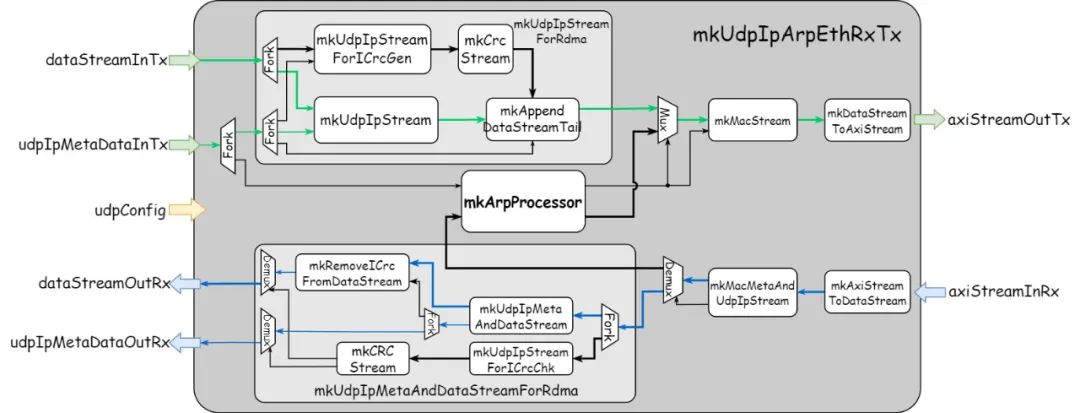 mkUdpIpArpEthRxTx
mkUdpIpStream
ForRdma
dataStreamInTx
Fork
mkUdpIpStream
ForICrcGen
mkCrc
Stream
udpIpMetaDataInTx
Fork
Fork
mkUdpIpStream
mkAppend
DataStreamTail
Mux
mkMacStream
mkDataStream
ToAxiStream
axiStreamOutTx
mkArpProcessor
udpConfig
dataStreamOutRx
Demux
mkRemoveICrc
FromDataStream
Demux
mkMacMetaAnd
UdpIpStream
mkAxiStream
ToDataStream
axiStreamInRx
udpIpMetaDataOutRx
Demux
Fork
mkUdpIpMeta
AndDataStream
Fork
mkCRC
Stream
mkUdpIpStream
ForICrcChk
mkUdpIpMetaAndDataStreamForRdma